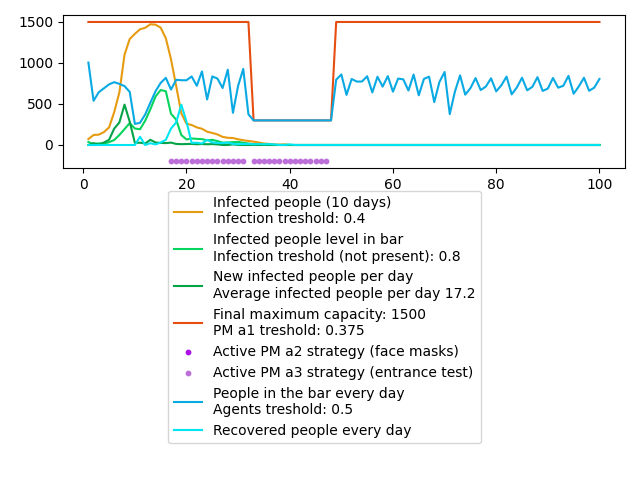 1500
1000
500
0
0 20 40 60 80 100
Infected people (10 days)
Infection treshold: 0.4
Infected people level in bar
Infection treshold (not present): 0.8
New infected people per day
Average infected people per day 17.2
Final maximum capacity: 1500
PM a1 treshold: 0.375
Active PM a2 strategy (face masks)
Active PM a3 strategy (entrance test)
People in the bar every day
Agents treshold: 0.5
Recovered people every day